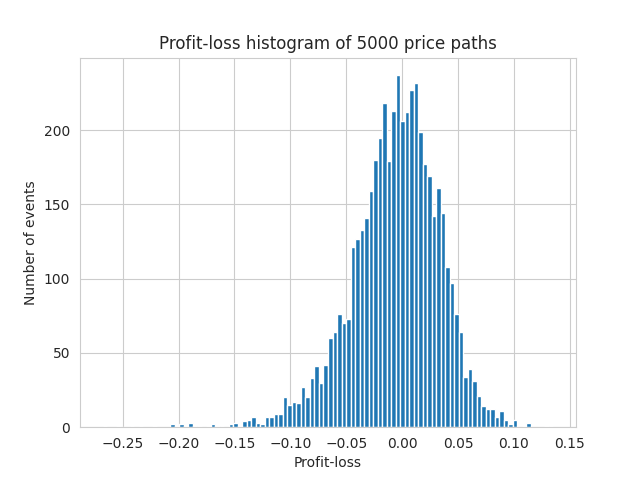 Profit-loss histogram of 5000 price paths
Number of events
200
150
100
50
0
−0.25 −0.20 −0.15 −0.10 −0.05 0.00 0.05 0.10 0.15
Profit-loss